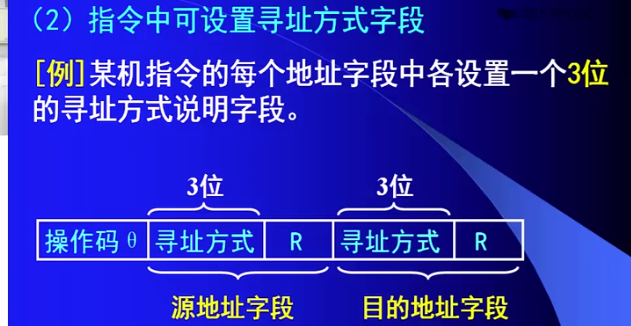 （2）指令中可设置寻址方式字段
[例]某机指令的每个地址字段中各设置一个3位
的寻址方式说明字段。
3位 3位
操作码θ 寻址方式 R 寻址方式 R
源地址字段 目的地址字段